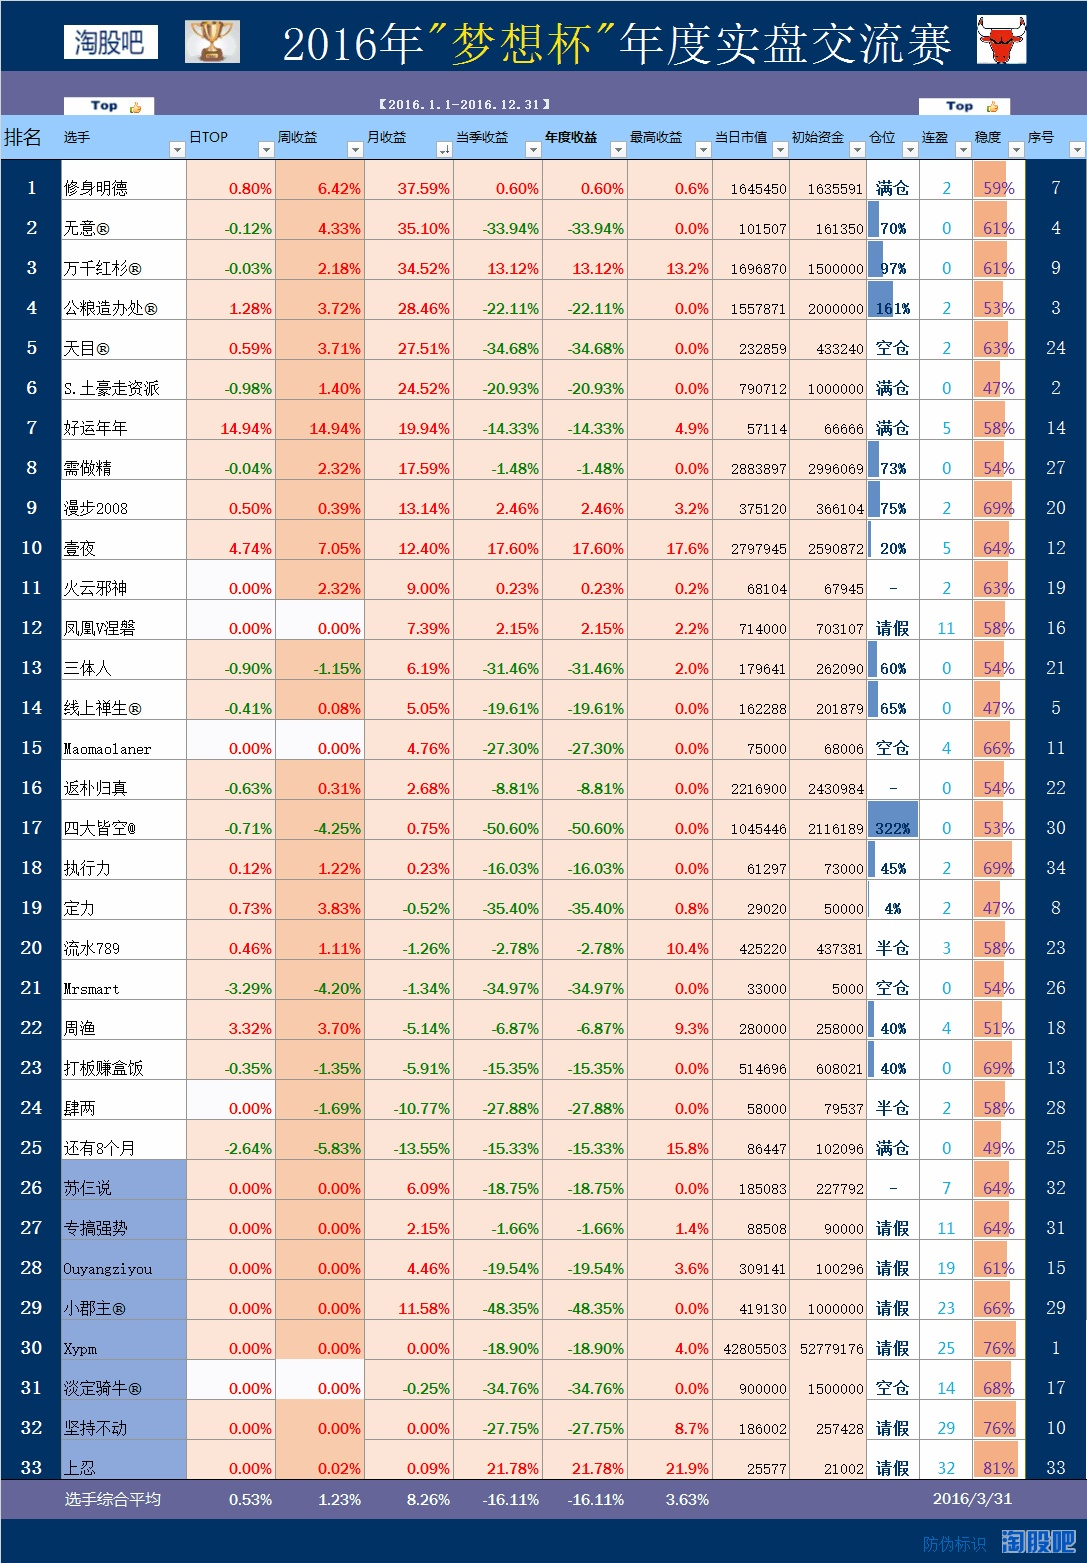 淘股吧 2016年"梦想杯"年度实盘交流赛
Top 【2016.1.1-2016.12.31】 Top
排名 选手 日TOP 周收益 月收益 当季收益 年度收益 最高收益 当日市值 初始资金 仓位 连盈 稳度 序号
1 修身明德 0.80% 6.42% 37.59% 0.60% 0.60% 0.6% 1645450 1635591 满仓 2 59% 7
2 无意® -0.12% 4.33% 35.10% -33.94% -33.94% 0.0% 101507 161350 70% 0 61% 4
3 万千红杉® -0.03% 2.18% 34.52% 13.12% 13.12% 13.2% 1696870 1500000 97% 0 61% 9
4 公粮造办处® 1.28% 3.72% 28.46% -22.11% -22.11% 0.0% 1557871 2000000 161% 2 53% 3
5 天目® 0.59% 3.71% 27.51% -34.68% -34.68% 0.0% 232859 433240 空仓 2 63% 24
6 S.土豪走资派 -0.98% 1.40% 24.52% -20.93% -20.93% 0.0% 790712 1000000 满仓 0 47% 2
7 好运年年 14.94% 14.94% 19.94% -14.33% -14.33% 4.9% 57114 66666 满仓 5 58% 14
8 需做精 -0.04% 2.32% 17.59% -1.48% -1.48% 0.0% 2883897 2996069 73% 0 54% 27
9 漫步2008 0.50% 0.39% 13.14% 2.46% 2.46% 3.2% 375120 366104 75% 2 69% 20
10 壹夜 4.74% 7.05% 12.40% 17.60% 17.60% 17.6% 2797945 2590872 20% 5 64% 12
11 火云邪神 0.00% 2.32% 9.00% 0.23% 0.23% 0.2% 68104 67945 - 2 63% 19
12 凤凰V涅磐 0.00% 0.00% 7.39% 2.15% 2.15% 2.2% 714000 703107 请假 11 58% 16
13 三体人 -0.90% -1.15% 6.19% -31.46% -31.46% 2.0% 179641 262090 60% 0 54% 21
14 线上禅生® -0.41% 0.08% 5.05% -19.61% -19.61% 0.0% 162288 201879 65% 0 47% 5
15 Maomaolaner 0.00% 0.00% 4.76% -27.30% -27.30% 0.0% 75000 68006 空仓 4 66% 11
16 返朴归真 -0.63% 0.31% 2.68% -8.81% -8.81% 0.0% 2216900 2430984 - 0 54% 22
17 四大皆空@ -0.71% -4.25% 0.75% -50.60% -50.60% 0.0% 1045446 2116189 322% 0 53% 30
18 执行力 0.12% 1.22% 0.23% -16.03% -16.03% 0.0% 61297 73000 45% 2 69% 34
19 定力 0.73% 3.83% -0.52% -35.40% -35.40% 0.8% 29020 50000 4% 2 47% 8
20 流水789 0.46% 1.11% -1.26% -2.78% -2.78% 10.4% 425220 437381 半仓 3 58% 23
21 Mrsmart -3.29% -4.20% -1.34% -34.97% -34.97% 0.0% 33000 5000 空仓 0 54% 26
22 周渔 3.32% 3.70% -5.14% -6.87% -6.87% 9.3% 280000 258000 40% 4 51% 18
23 打板赚盒饭 -0.35% -1.35% -5.91% -15.35% -15.35% 0.0% 514696 608021 40% 0 69% 13
24 肆两 0.00% -1.69% -10.77% -27.88% -27.88% 0.0% 58000 79537 半仓 2 58% 28
25 还有8个月 -2.64% -5.83% -13.55% -15.33% -15.33% 15.8% 86447 102096 满仓 0 49% 25
26 苏仨说 0.00% 0.00% 6.09% -18.75% -18.75% 0.0% 185083 227792 - 7 64% 32
27 专搞强势 0.00% 0.00% 2.15% -1.66% -1.66% 1.4% 88508 90000 请假 11 64% 31
28 Ouyangziyou 0.00% 0.00% 4.46% -19.54% -19.54% 3.6% 309141 100296 请假 19 61% 15
29 小郡主® 0.00% 0.00% 11.58% -48.35% -48.35% 0.0% 419130 1000000 请假 23 66% 29
30 Xypm 0.00% 0.00% 0.00% -18.90% -18.90% 4.0% 42805503 52779176 请假 25 76% 1
31 淡定骑牛® 0.00% 0.00% -0.25% -34.76% -34.76% 0.0% 900000 1500000 空仓 14 68% 17
32 坚持不动 0.00% 0.00% 0.00% -27.75% -27.75% 8.7% 186002 257428 请假 29 76% 10
33 上忍 0.00% 0.02% 0.09% 21.78% 21.78% 21.9% 25577 21002 请假 32 81% 33
选手综合平均 0.53% 1.23% 8.26% -16.11% -16.11% 3.63% 2016/3/31
防伪标识 淘股吧